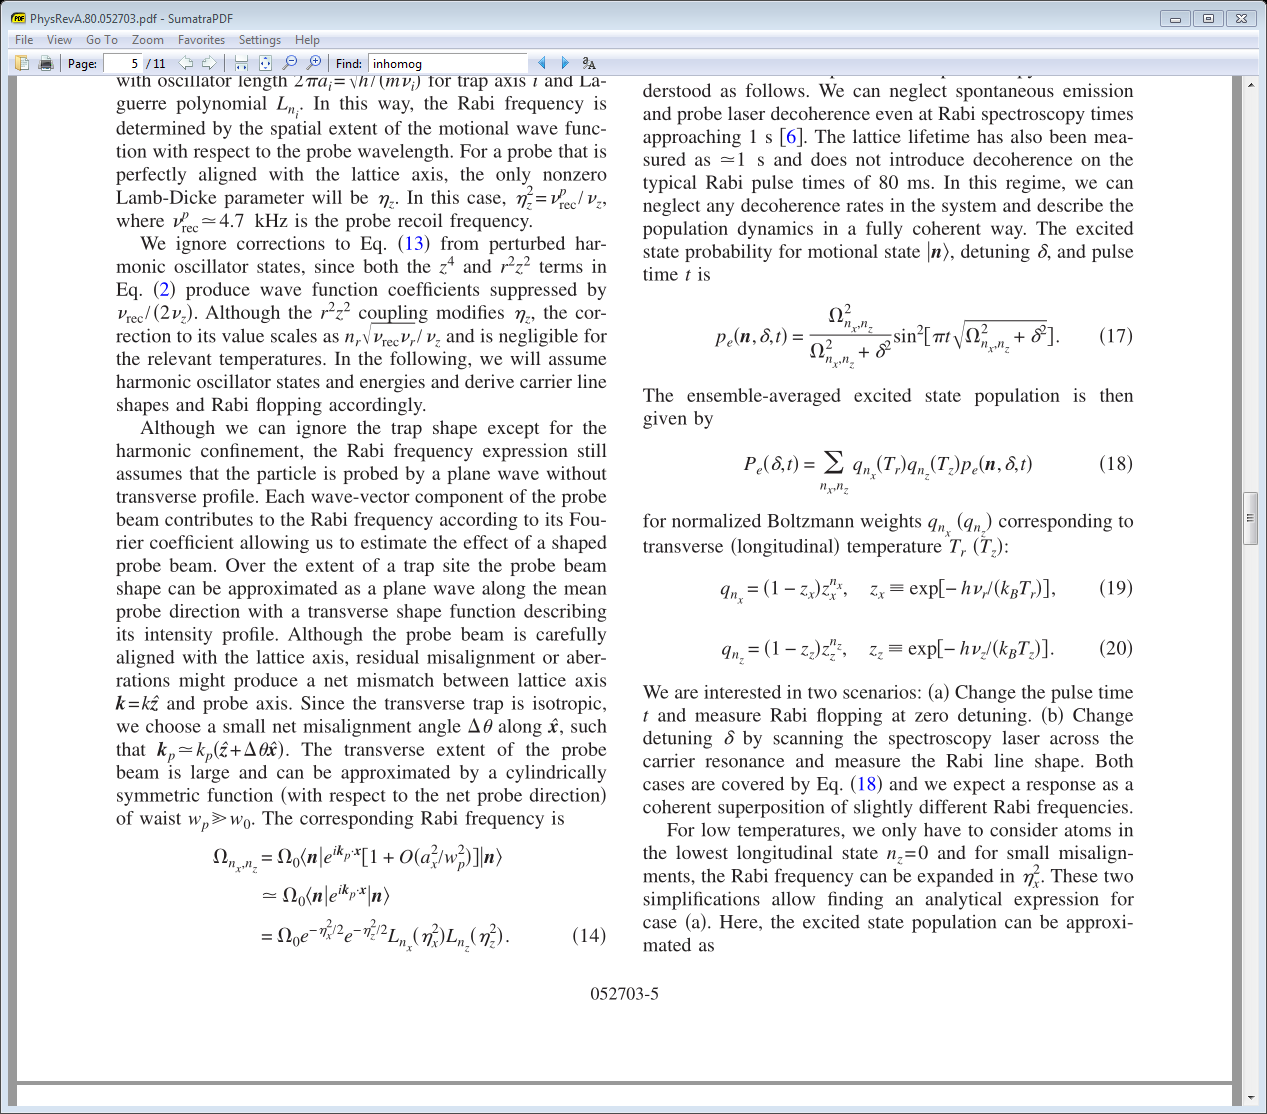 PhysRevA.80.052703.pdf - SumatraPDF
File View Go To Zoom Favorites Settings Help
Page: 5 / 11 Find: inhomog
with oscillator length 2πa_i=√h/(mν_i) for trap axis i and La-
guerre polynomial L_{n_i}. In this way, the Rabi frequency is
determined by the spatial extent of the motional wave func-
tion with respect to the probe wavelength. For a probe that is
perfectly aligned with the lattice axis, the only nonzero
Lamb-Dicke parameter will be η_z. In this case, η_z^2=ν_rec^p/ν_z,
where ν_rec^p≃4.7 kHz is the probe recoil frequency.
We ignore corrections to Eq. (13) from perturbed har-
monic oscillator states, since both the z^4 and r^2z^2 terms in
Eq. (2) produce wave function coefficients suppressed by
ν_rec/(2ν_z). Although the r^2z^2 coupling modifies η_z, the cor-
rection to its value scales as n_r√ν_recν_r/ν_z and is negligible for
the relevant temperatures. In the following, we will assume
harmonic oscillator states and energies and derive carrier line
shapes and Rabi flopping accordingly.
Although we can ignore the trap shape except for the
harmonic confinement, the Rabi frequency expression still
assumes that the particle is probed by a plane wave without
transverse profile. Each wave-vector component of the probe
beam contributes to the Rabi frequency according to its Fou-
rier coefficient allowing us to estimate the effect of a shaped
probe beam. Over the extent of a trap site the probe beam
shape can be approximated as a plane wave along the mean
probe direction with a transverse shape function describing
its intensity profile. Although the probe beam is carefully
aligned with the lattice axis, residual misalignment or aber-
rations might produce a net mismatch between lattice axis
k=kẑ and probe axis. Since the transverse trap is isotropic,
we choose a small net misalignment angle Δθ along x̂, such
that k_p≃k_p(ẑ+Δθx̂). The transverse extent of the probe
beam is large and can be approximated by a cylindrically
symmetric function (with respect to the net probe direction)
of waist w_p⩾w_0. The corresponding Rabi frequency is
Ω_{n_x,n_z} = Ω_0⟨n|e^{ik_p·x}[1 + O(a_x^2/w_p^2)]|n⟩
≃ Ω_0⟨n|e^{ik_p·x}|n⟩
= Ω_0e^{-η_x^2/2}e^{-η_z^2/2}L_{n_x}(η_x^2)L_{n_z}(η_z^2). (14)
derstood as follows. We can neglect spontaneous emission
and probe laser decoherence even at Rabi spectroscopy times
approaching 1 s [6]. The lattice lifetime has also been mea-
sured as ≃1 s and does not introduce decoherence on the
typical Rabi pulse times of 80 ms. In this regime, we can
neglect any decoherence rates in the system and describe the
population dynamics in a fully coherent way. The excited
state probability for motional state |n⟩, detuning δ, and pulse
time t is
p_e(n,δ,t) = Ω_{n_x,n_z}^2/(Ω_{n_x,n_z}^2 + δ^2) sin^2[πt√Ω_{n_x,n_z}^2 + δ^2]. (17)
The ensemble-averaged excited state population is then
given by
P_e(δ,t) = ∑_{n_x,n_z} q_{n_x}(T_r)q_{n_z}(T_z)p_e(n,δ,t) (18)
for normalized Boltzmann weights q_{n_x} (q_{n_z}) corresponding to
transverse (longitudinal) temperature T_r (T_z):
q_{n_x} = (1 − z_x)z_x^{n_x}, z_x ≡ exp[− hν_r/(k_BT_r)], (19)
q_{n_z} = (1 − z_z)z_z^{n_z}, z_z ≡ exp[− hν_z/(k_BT_z)]. (20)
We are interested in two scenarios: (a) Change the pulse time
t and measure Rabi flopping at zero detuning. (b) Change
detuning δ by scanning the spectroscopy laser across the
carrier resonance and measure the Rabi line shape. Both
cases are covered by Eq. (18) and we expect a response as a
coherent superposition of slightly different Rabi frequencies.
For low temperatures, we only have to consider atoms in
the lowest longitudinal state n_z=0 and for small misalign-
ments, the Rabi frequency can be expanded in η_x^2. These two
simplifications allow finding an analytical expression for
case (a). Here, the excited state population can be approxi-
mated as
052703-5